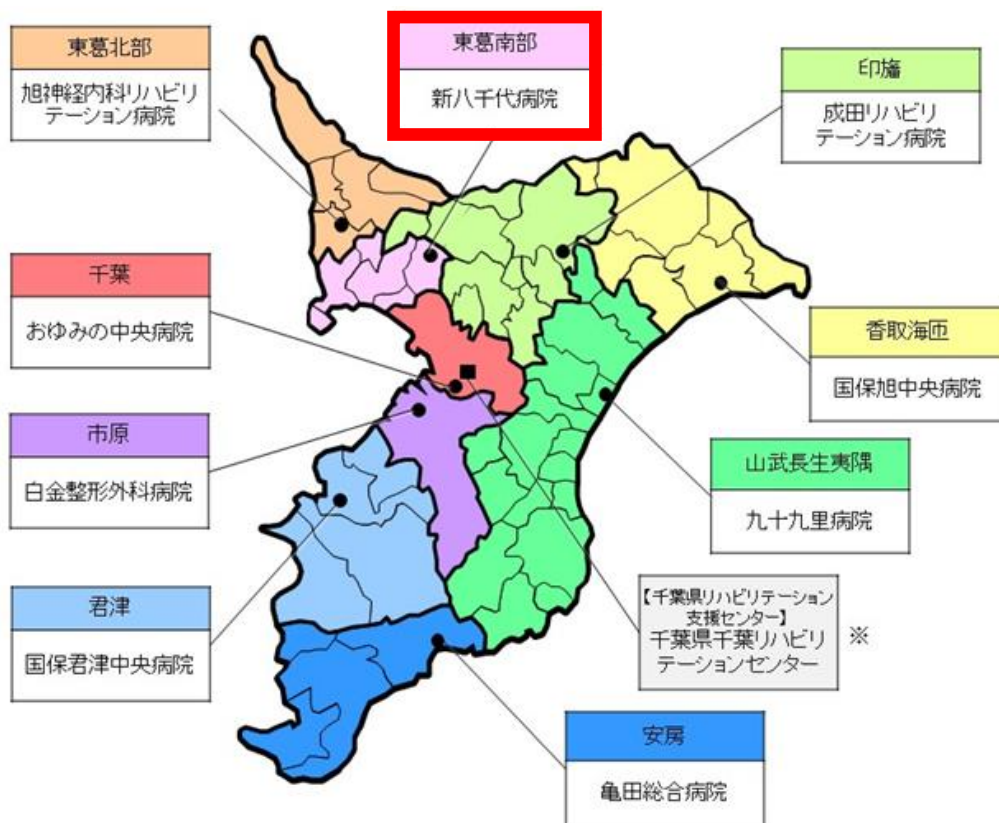 東葛北部
旭神経内科リハビリ
テーション病院
東葛南部
新八千代病院
印旛
成田リハビリ
テーション病院
千葉
おゆみの中央病院
香取海匝
国保旭中央病院
市原
白金整形外科病院
山武長生夷隅
九十九里病院
君津
国保君津中央病院
【千葉県リハビリテーション
支援センター】
千葉県千葉リハビリ
テーションセンター
※
安房
亀田総合病院